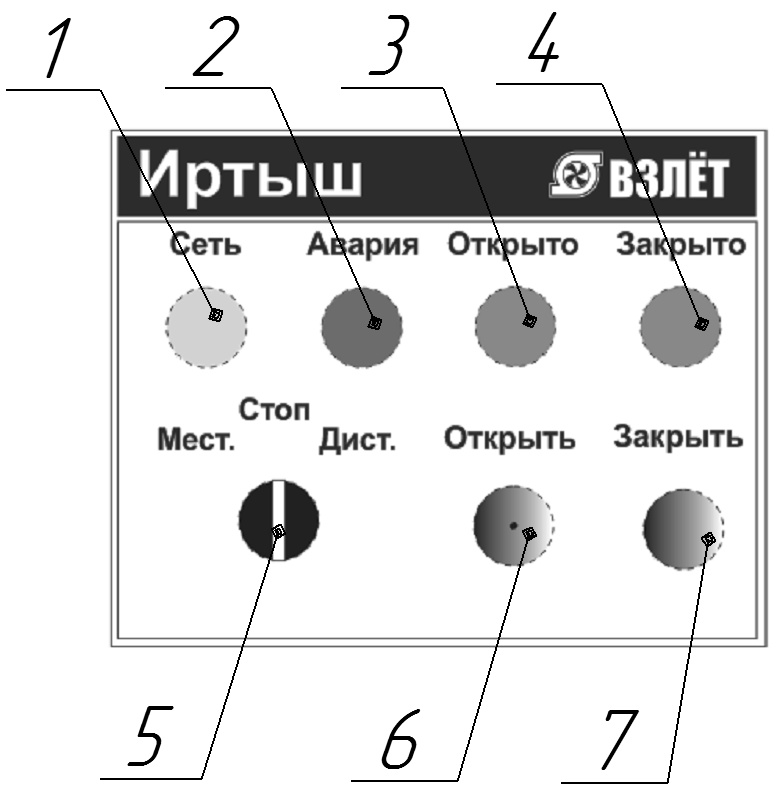 1 2 3 4
Иртыш ВЗЛЁТ
Сеть Авария Открыто Закрыто
Стоп
Мест. Дист. Открыть Закрыть
5 6 7